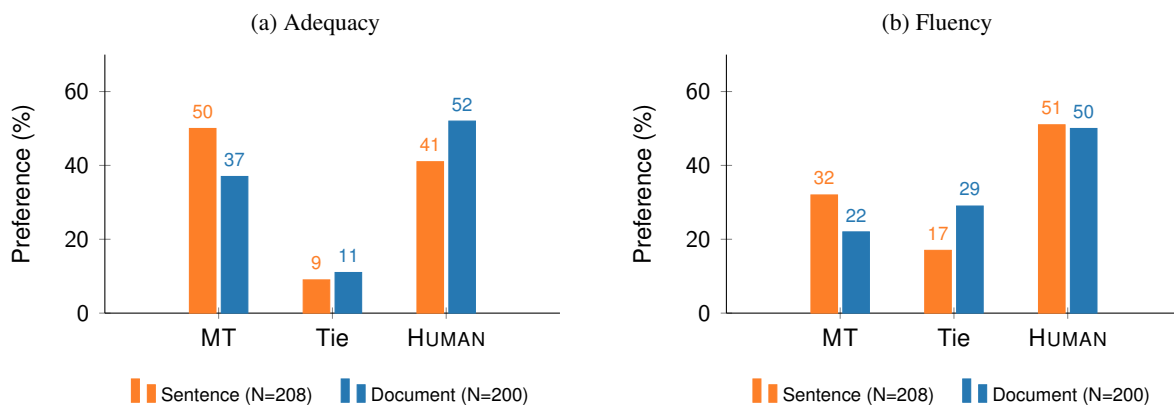 (a) Adequacy
Preference (%)
60
40
20
0
50
37
9
11
41
52
MT Tie HUMAN
Sentence (N=208) Document (N=200)
(b) Fluency
Preference (%)
60
40
20
0
32
22
17
29
51
50
MT Tie HUMAN
Sentence (N=208) Document (N=200)